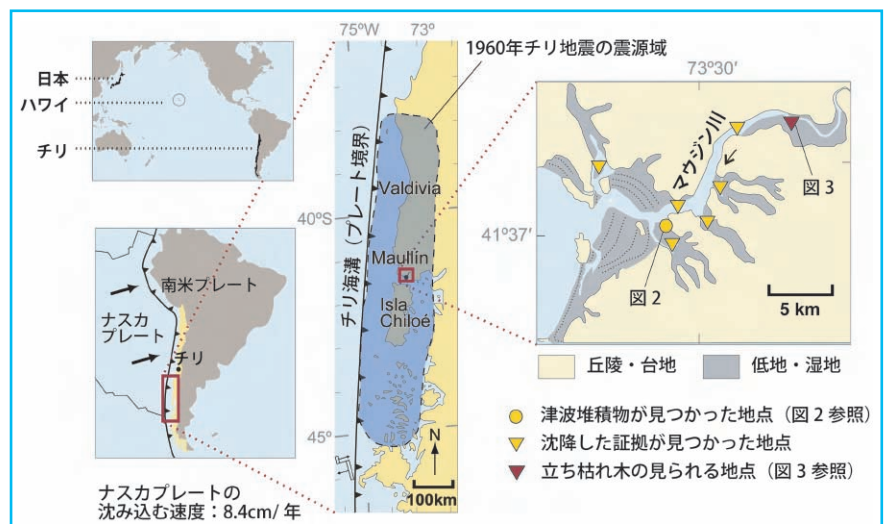 日本
ハワイ
チリ
南米プレート
ナスカ
プレート
チリ
ナスカプレートの
沈み込む速度：8.4cm/ 年
75°W
73°
40°S
45°
チリ海溝（プレート境界）
Valdivia
Maullín
Isla
Chiloé
N
100km
1960年チリ地震の震源域
73°30'
41°37'
マウジン川
図 3
図 2
5 km
丘陵・台地
低地・湿地
津波堆積物が見つかった地点（図 2 参照）
沈降した証拠が見つかった地点
立ち枯れ木の見られる地点（図 3 参照）